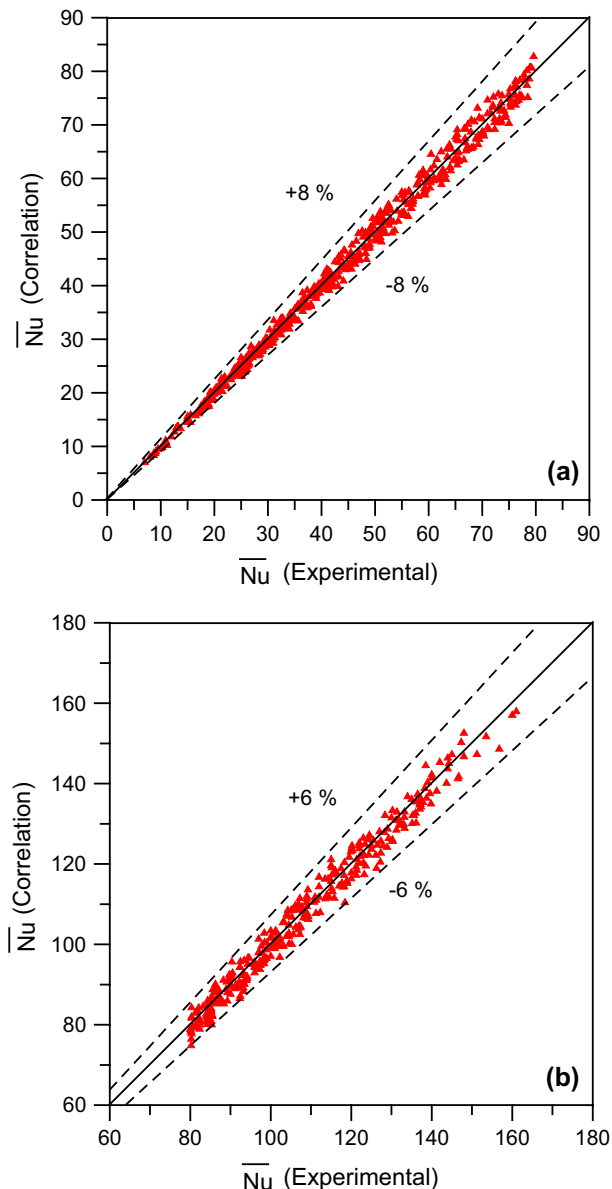 90
80
70
60
50
40
30
20
10
0
Nu (Correlation)
+8 %
-8 %
(a)
0 10 20 30 40 50 60 70 80 90
Nu (Experimental)
180
160
140
120
100
80
60
Nu (Correlation)
+6 %
-6 %
(b)
60 80 100 120 140 160 180
Nu (Experimental)